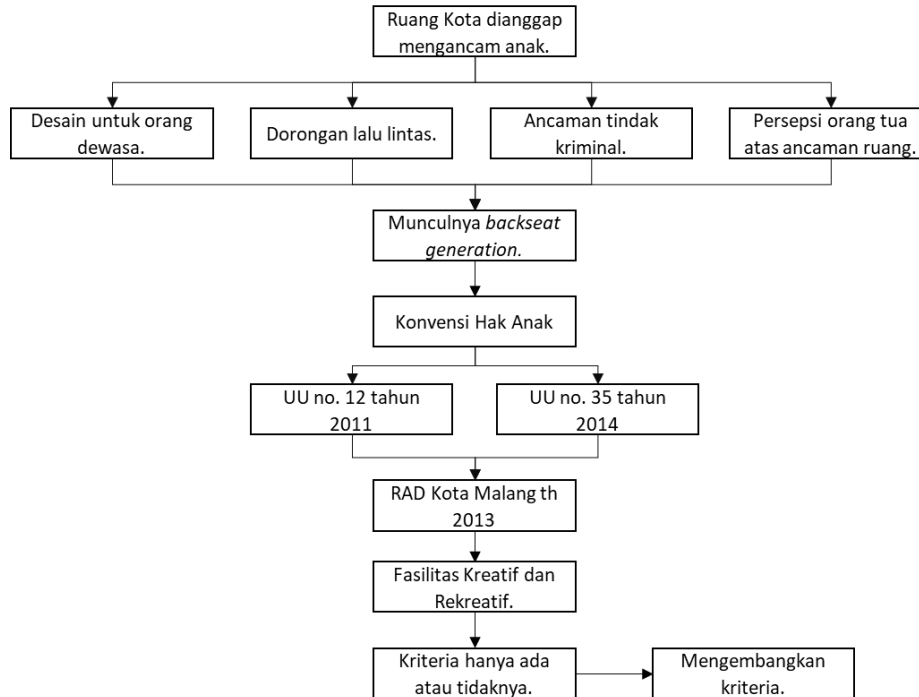 Ruang Kota dianggap
mengancam anak.
Desain untuk orang
dewasa.
Dorongan lalu lintas.
Ancaman tindak
kriminal.
Persepsi orang tua
atas ancaman ruang.
Munculnya backseat
generation.
Konvensi Hak Anak
UU no. 12 tahun
2011
UU no. 35 tahun
2014
RAD Kota Malang th
2013
Fasilitas Kreatif dan
Rekreatif.
Kriteria hanya ada
atau tidaknya.
Mengembangkan
kriteria.